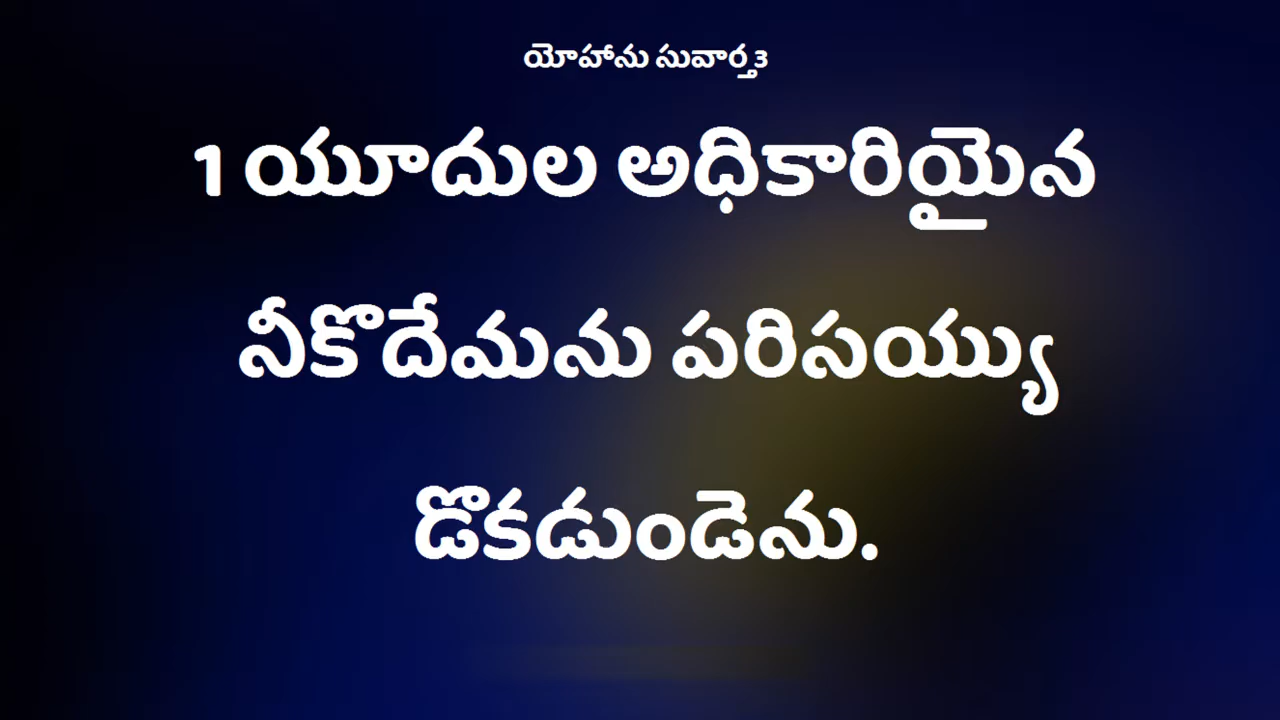 యోహాను సువార్త3
1 యూదుల అధికారియైన
నీకొదేమను పరిసయ్యు
డొకడుండెను.